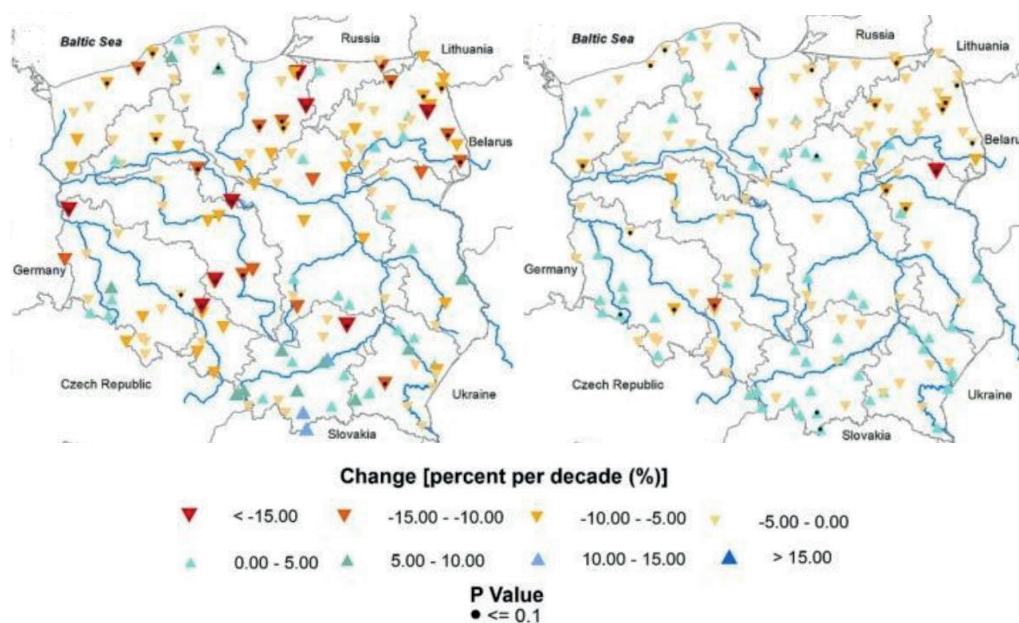 Baltic Sea
Russia
Lithuania
Belarus
Germany
Czech Republic
Ukraine
Slovakia
Baltic Sea
Russia
Lithuania
Belarus
Germany
Czech Republic
Ukraine
Slovakia
Change [percent per decade (%)]
< -15.00 -15.00 - -10.00 -10.00 - -5.00 -5.00 - 0.00
0.00 - 5.00 5.00 - 10.00 10.00 - 15.00 > 15.00
P Value
<= 0.1